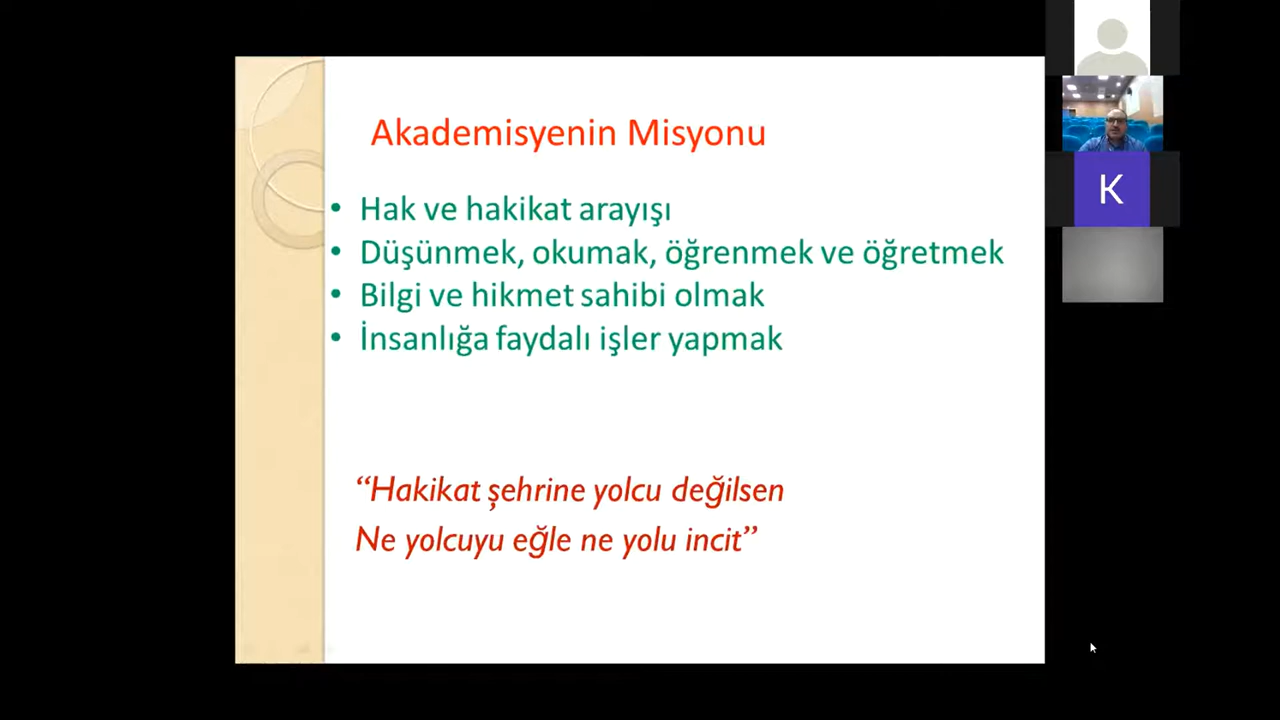 Akademisyenin Misyonu
• Hak ve hakikat arayışı
• Düşünmek, okumak, öğrenmek ve öğretmek
• Bilgi ve hikmet sahibi olmak
• İnsanlığa faydalı işler yapmak
“Hakikat şehrine yolcu değilsen
Ne yolcuyu eğle ne yolu incit”
K